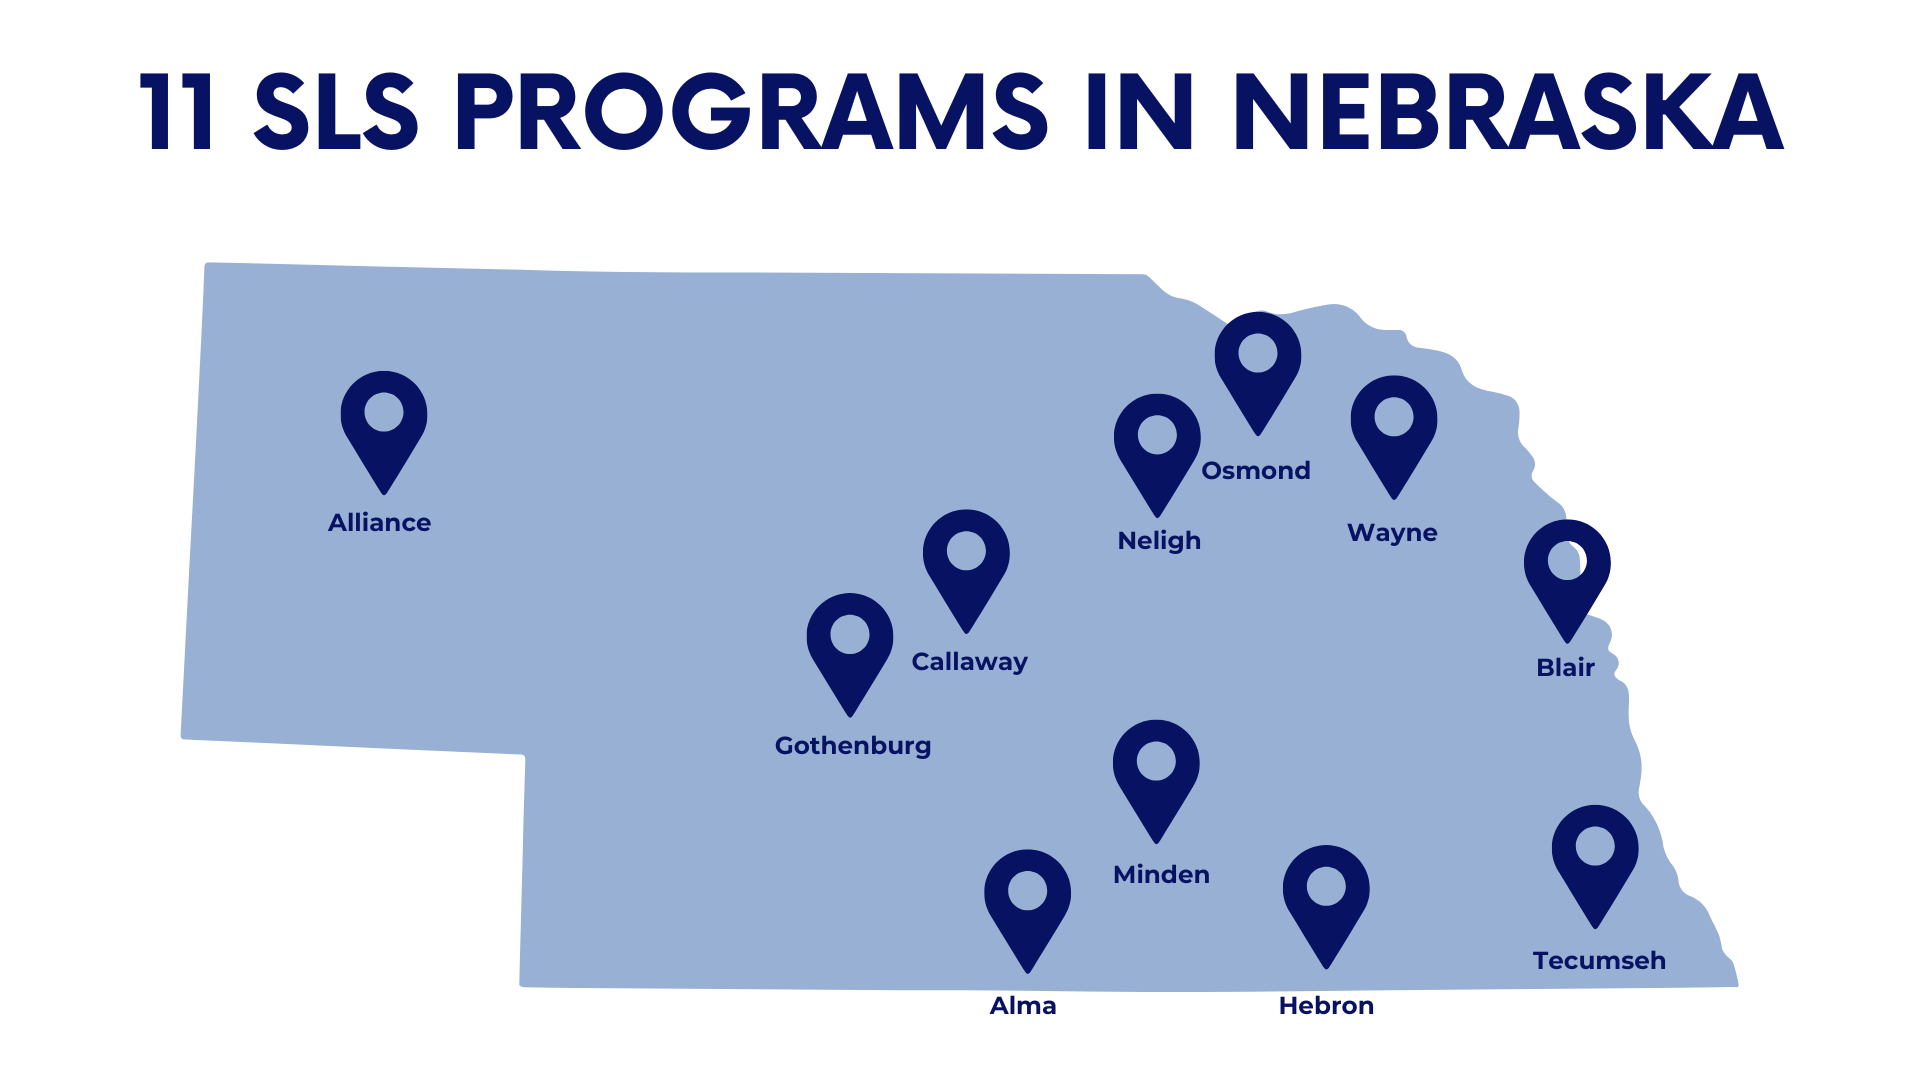 11 SLS PROGRAMS IN NEBRASKA
Osmond
Alliance
Wayne
Neligh
Callaway
Blair
Gothenburg
Minden
Tecumseh
Alma
Hebron